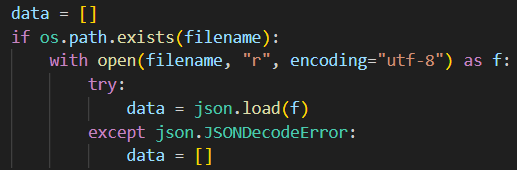 data = []
if os.path.exists(filename):
    with open(filename, "r", encoding="utf-8") as f:
        try:
            data = json.load(f)
        except json.JSONDecodeError:
            data = []